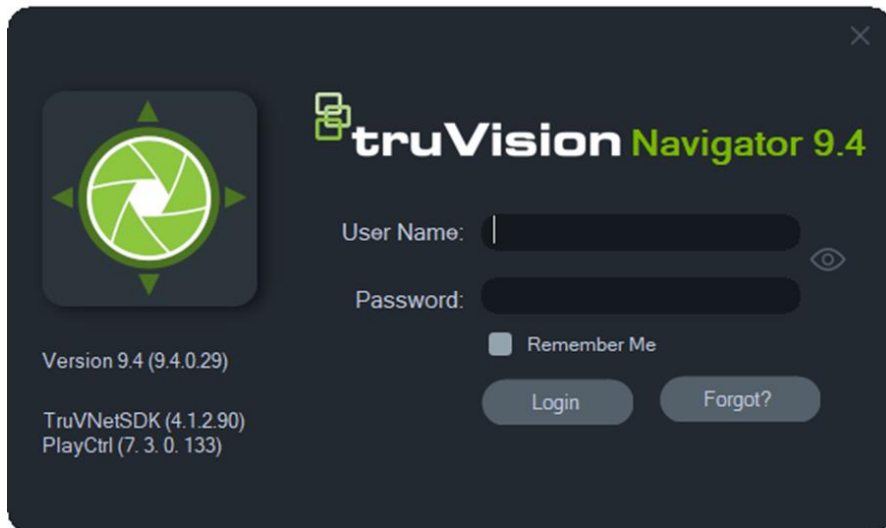 truVision Navigator 9.4
User Name:
Password:
Remember Me
Login Forgot?
Version 9.4 (9.4.0.29)
TruVNetSDK (4.1.2.90)
PlayCtrl (7. 3. 0. 133)